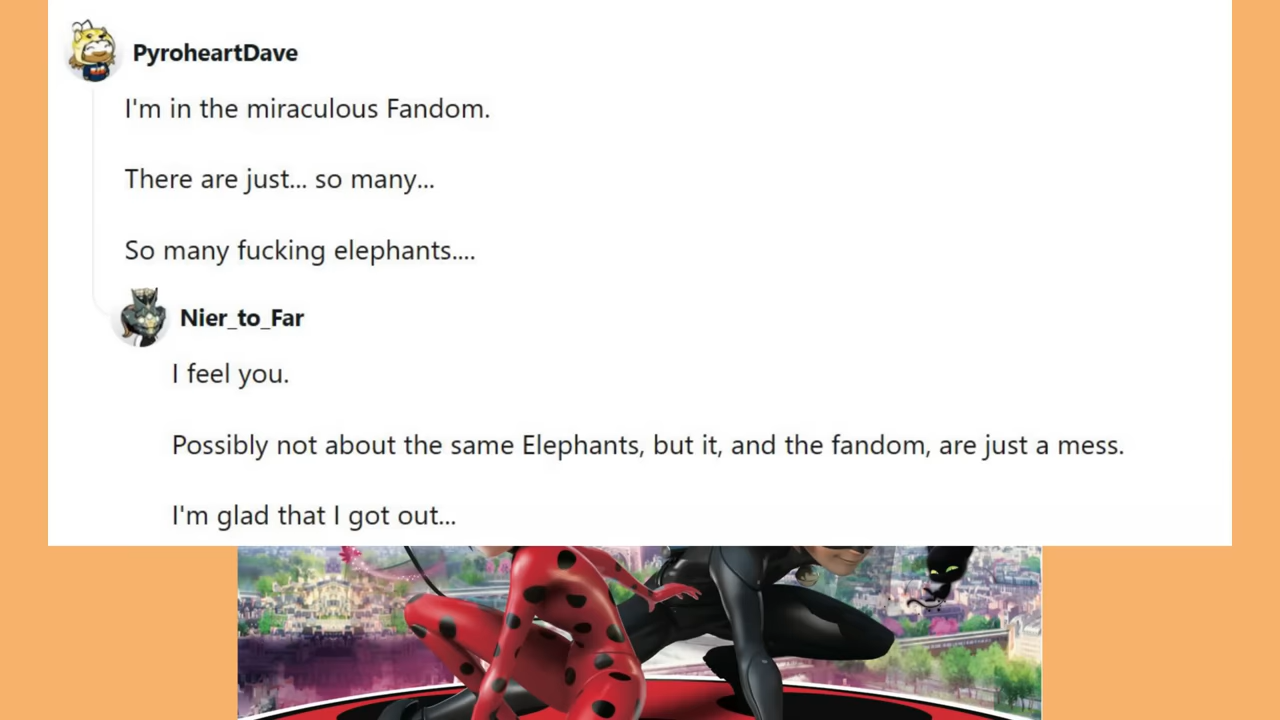 PyroheartDave
I'm in the miraculous Fandom.
There are just... so many...
So many fucking elephants....
Nier_to_Far
I feel you.
Possibly not about the same Elephants, but it, and the fandom, are just a mess.
I'm glad that I got out...